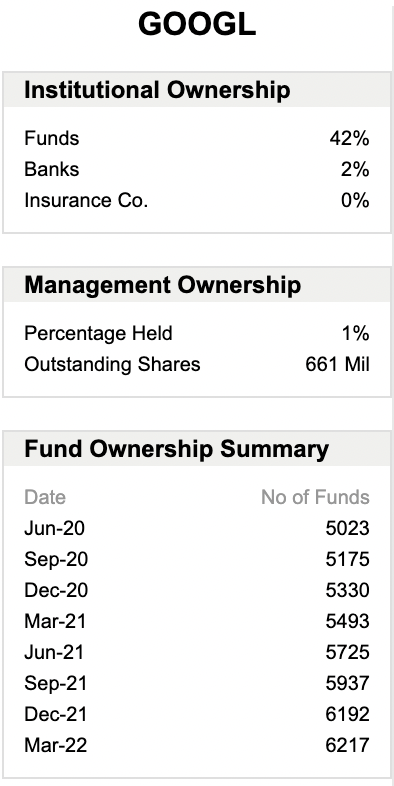 GOOGL
Institutional Ownership
Funds 42%
Banks 2%
Insurance Co. 0%
Management Ownership
Percentage Held 1%
Outstanding Shares 661 Mil
Fund Ownership Summary
Date No of Funds
Jun-20 5023
Sep-20 5175
Dec-20 5330
Mar-21 5493
Jun-21 5725
Sep-21 5937
Dec-21 6192
Mar-22 6217